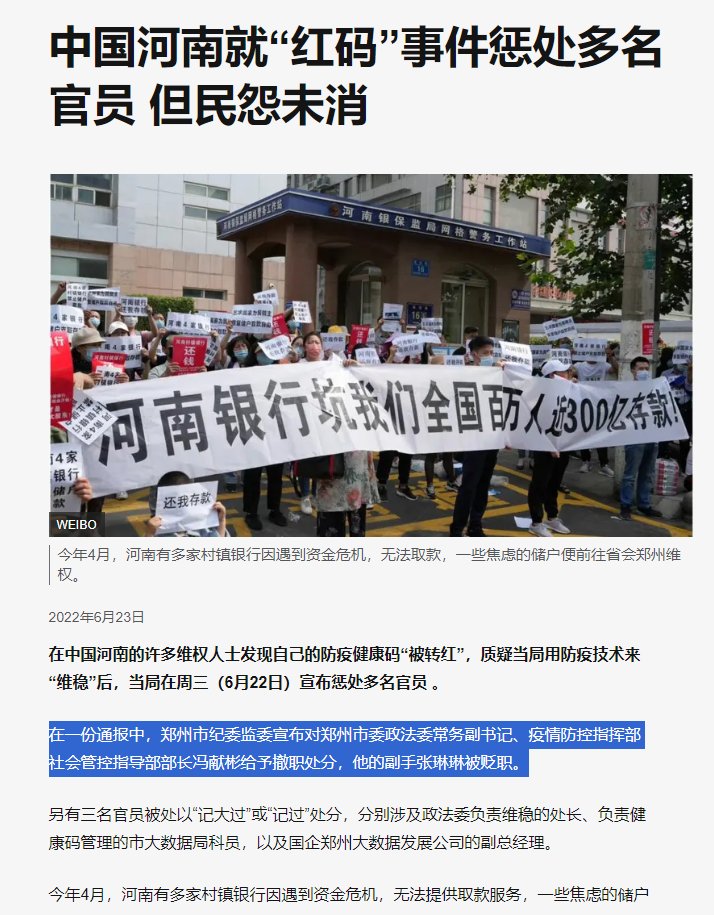 中国河南就“红码”事件惩处多名
官员 但民怨未消
河南银保监局网格警务工作站
河南银行
还钱
河南银行坑我们全国百万人近300亿存款！
还我存款
WEIBO
今年4月，河南有多家村镇银行因遇到资金危机，无法取款，一些焦虑的储户便前往省会郑州维
权。
2022年6月23日
在中国河南的许多维权人士发现自己的防疫健康码“被转红”，质疑当局用防疫技术来
“维稳”后，当局在周三（6月22日）宣布惩处多名官员 。
在一份通报中，郑州市纪委监委宣布对郑州市委政法委常务副书记、疫情防控指挥部
社会管控指导部部长冯献彬给予撤职处分，他的副手张琳琳被贬职。
另有三名官员被处以“记大过”或“记过”处分，分别涉及政法委负责维稳的处长、负责健
康码管理的市大数据局科员，以及国企郑州大数据发展公司的副总经理。
今年4月，河南有多家村镇银行因遇到资金危机，无法提供取款服务，一些焦虑的储户